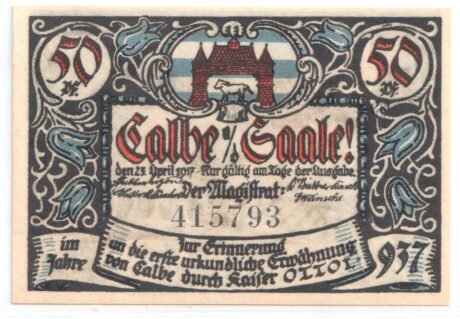 50 Pf.
50 Pf.
Calbe a/Saale!
den 28. April 1917 · Nur gültig am Tage der Ausgabe
Der Magistrat:
415793
im Jahre
Zur Erinnerung
an die erste urkundliche Erwähnung
von Calbe durch Kaiser OTTO I
937